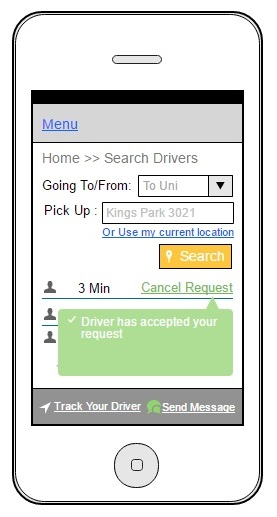 Menu
Home >> Search Drivers
Going To/From: To Uni
Pick Up : Kings Park 3021
Or Use my current location
Search
3 Min Cancel Request
Driver has accepted your
request
Track Your Driver Send Message